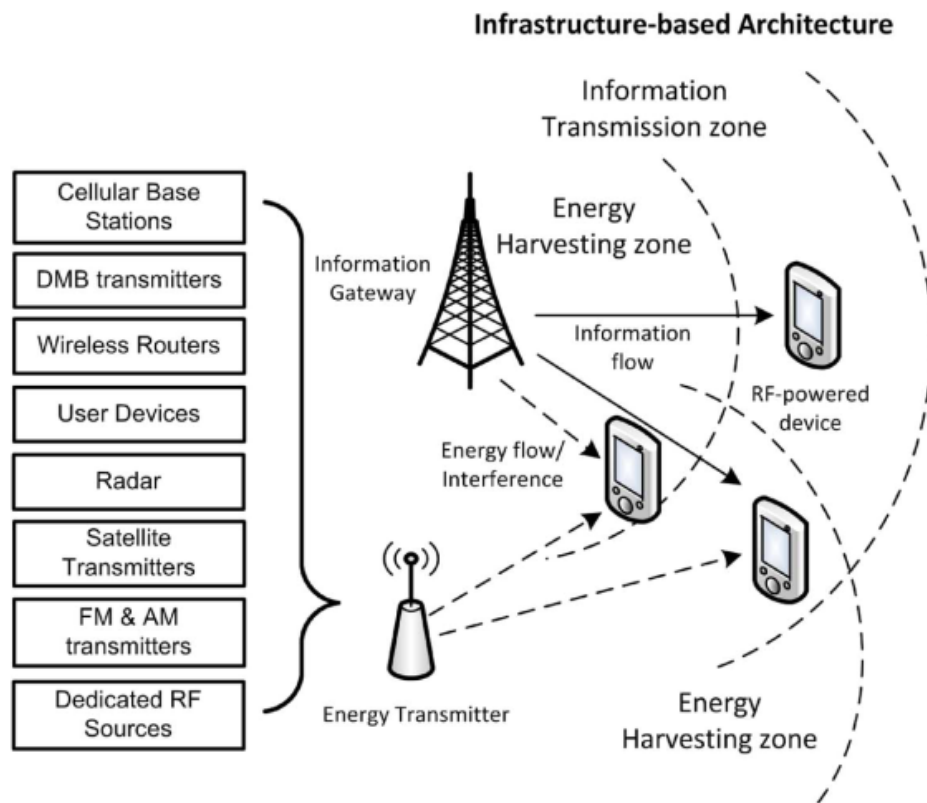 Infrastructure-based Architecture
Information
Transmission zone
Energy
Harvesting zone
Information
Gateway
Information
flow
RF-powered
device
Energy flow/
Interference
Cellular Base
Stations
DMB transmitters
Wireless Routers
User Devices
Radar
Satellite
Transmitters
FM & AM
transmitters
Dedicated RF
Sources
Energy Transmitter
Energy
Harvesting zone